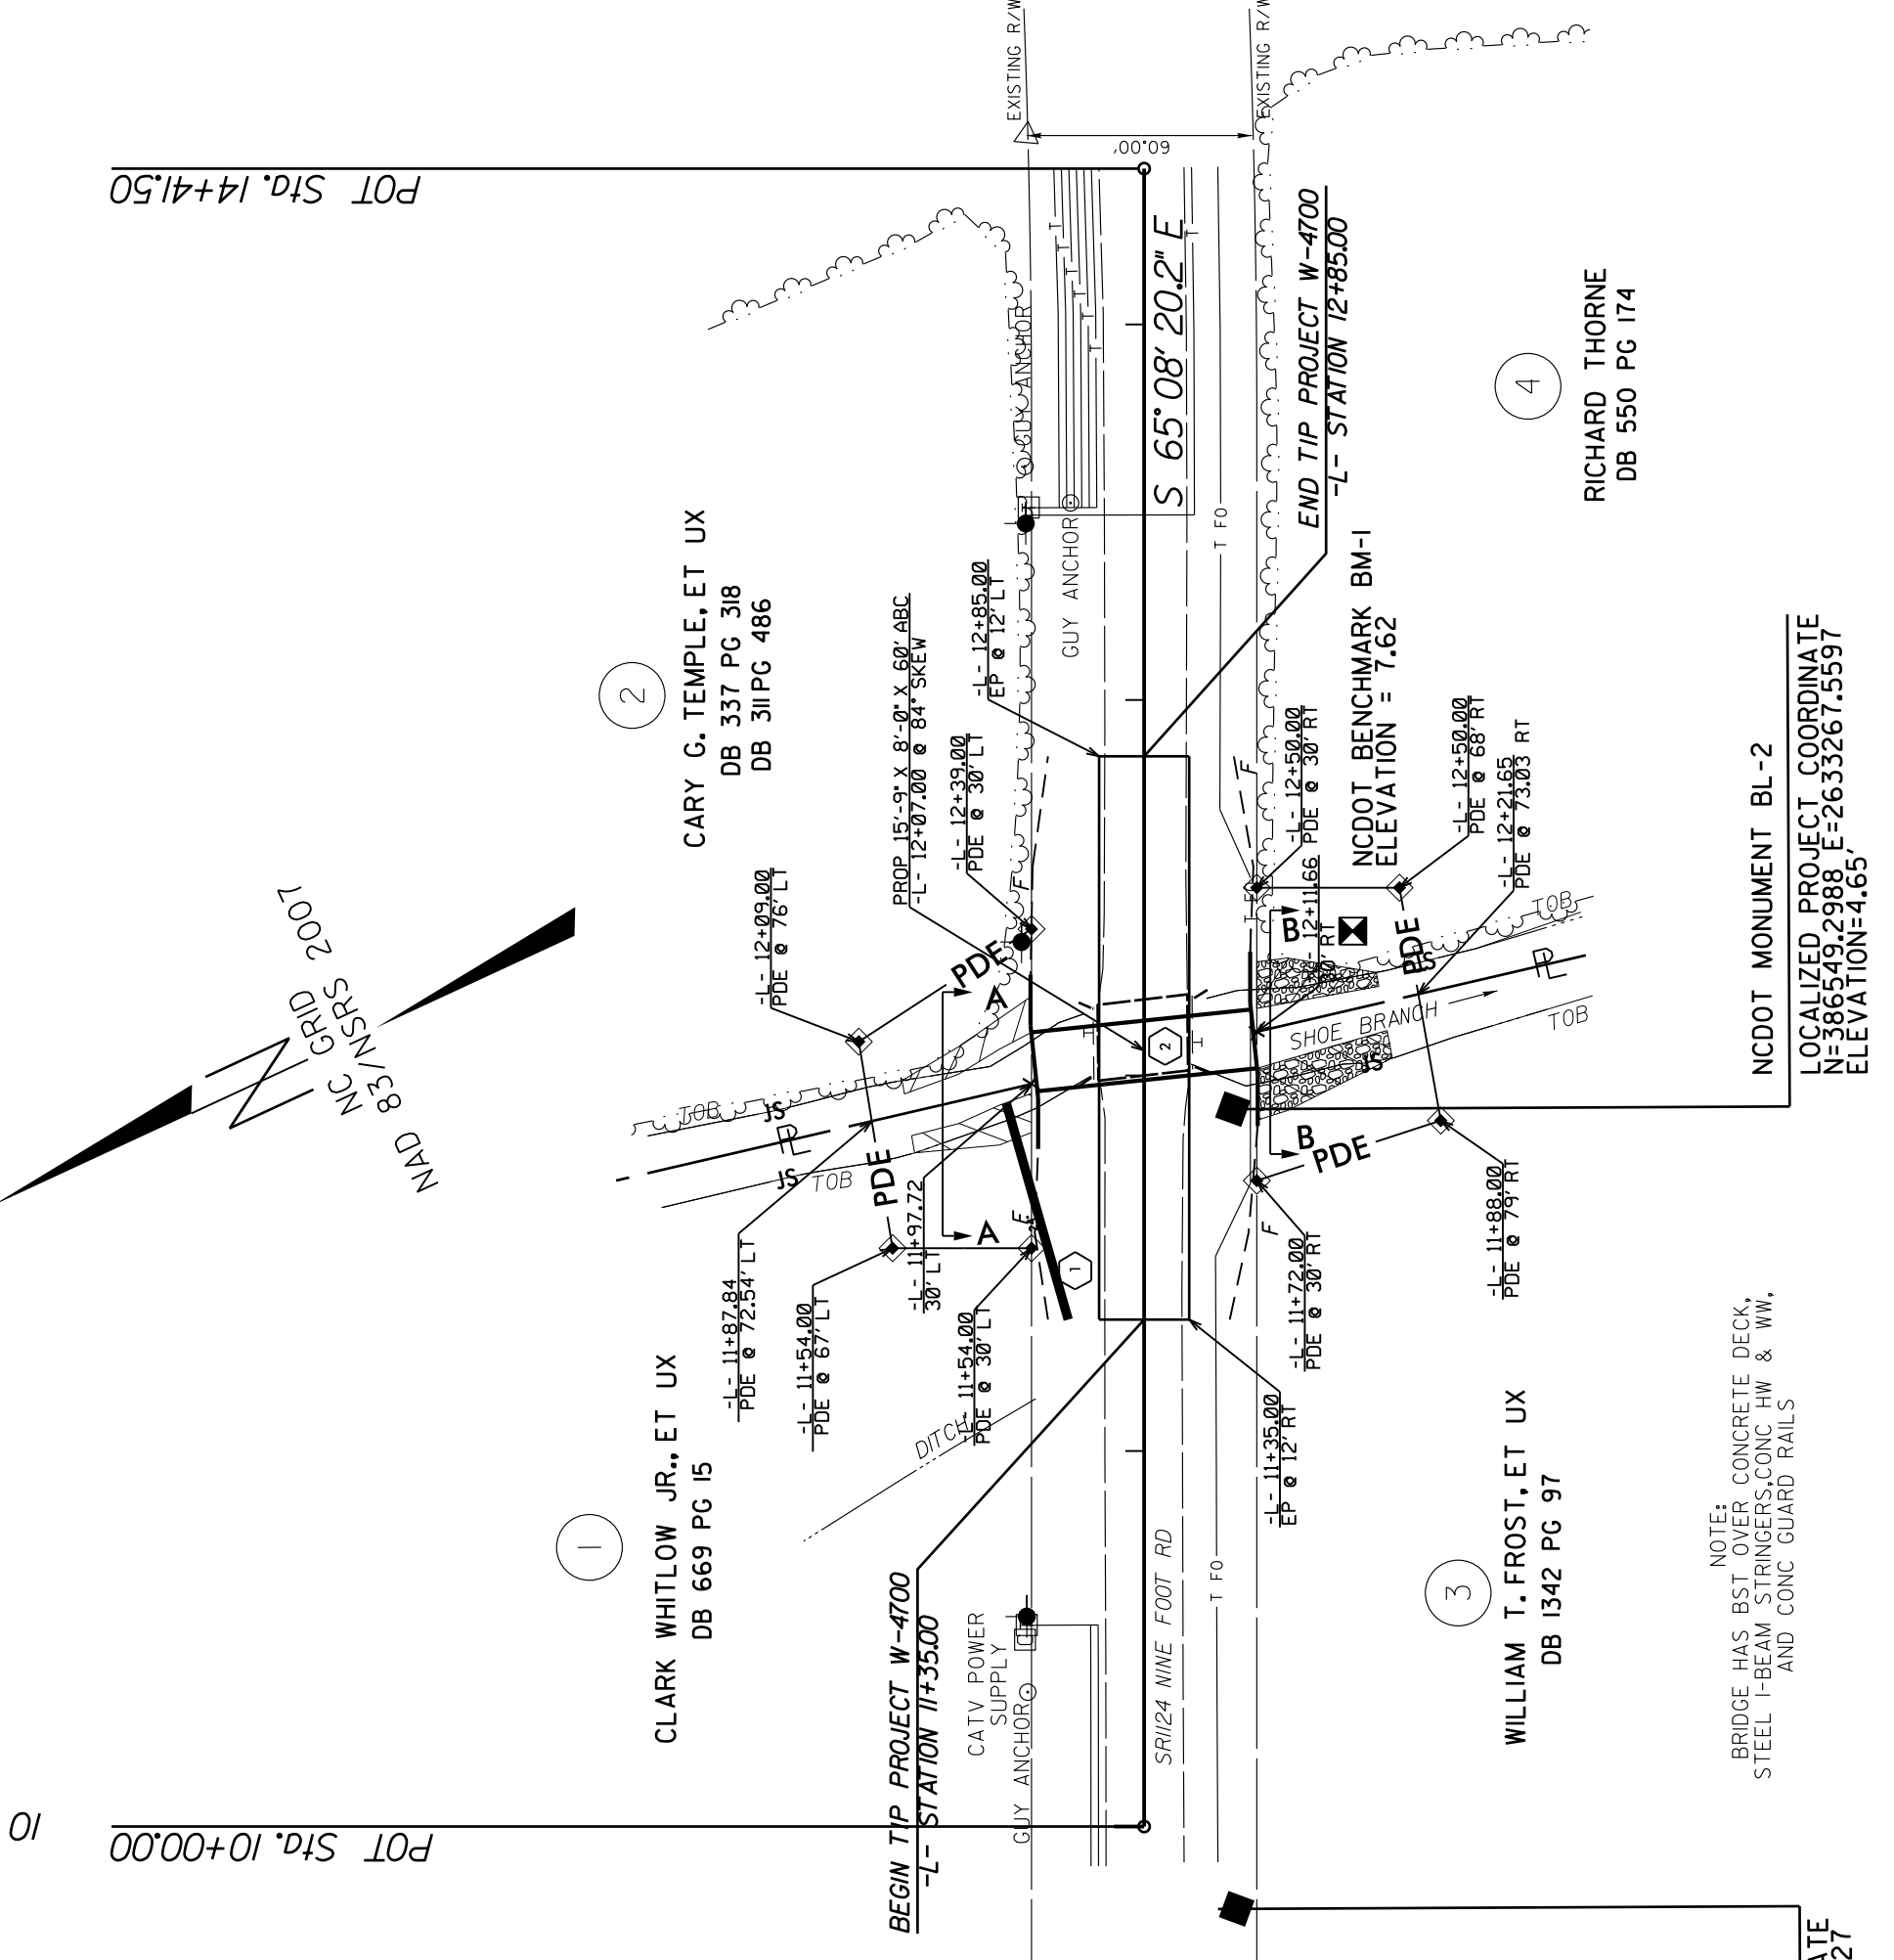 10
POT Sta. 10+00.00
POT Sta. 14+41.50
NC GRID
NAD 83/NSRS 2007
1
CLARK WHITLOW JR., ET UX
DB 669 PG 15
2
CARY G. TEMPLE, ET UX
DB 337 PG 318
DB 311 PG 486
-L- 11+87.84
PDE @ 72.54' LT
-L- 11+54.00
PDE @ 67' LT
-L- 11+97.72
30' LT
-L- 11+54.00
PDE @ 30' LT
-L- 12+09.00
PDE @ 76' LT
PROP 15'-9" X 8'-0" X 60' ABC
-L- 12+07.00 @ 84° SKEW
-L- 12+39.00
PDE @ 30' LT
-L- 12+85.00
EP @ 12' LT
BEGIN TIP PROJECT W-4700
-L- STATION 11+35.00
CATV POWER
SUPPLY
GUY ANCHOR
DITCH
TOB
JS
PL
JS
TOB
PDE
PDE
A
A
F
F
GUY ANCHOR
GUY ANCHOR
EXISTING R/W
60.00'
EXISTING R/W
T
T
T
T
T
T
T
1
2
T
T
SR1124 NINE FOOT RD
S 65° 08' 20.2" E
T FO
T FO
END TIP PROJECT W-4700
-L- STATION 12+85.00
-L- 11+35.00
EP @ 12' RT
-L- 11+72.00
PDE @ 30' RT
F
F
B
B
PDE
PDE
-L- 12+11.66
30' RT
-L- 12+50.00
PDE @ 30' RT
NCDOT BENCHMARK BM-1
ELEVATION = 7.62
SHOE BRANCH
JS
JS
PL
TOB
TOB
-L- 12+50.00
PDE @ 68' RT
-L- 12+21.65
PDE @ 73.03 RT
-L- 11+88.00
PDE @ 79' RT
3
WILLIAM T. FROST, ET UX
DB 1342 PG 97
4
RICHARD THORNE
DB 550 PG 174
NOTE:
BRIDGE HAS BST OVER CONCRETE DECK,
STEEL I-BEAM STRINGERS,CONC HW & WW,
AND CONC GUARD RAILS
NCDOT MONUMENT BL-2
LOCALIZED PROJECT COORDINATE
N=386549.2988 E=2633267.5597
ELEVATION=4.65'
ATE
27